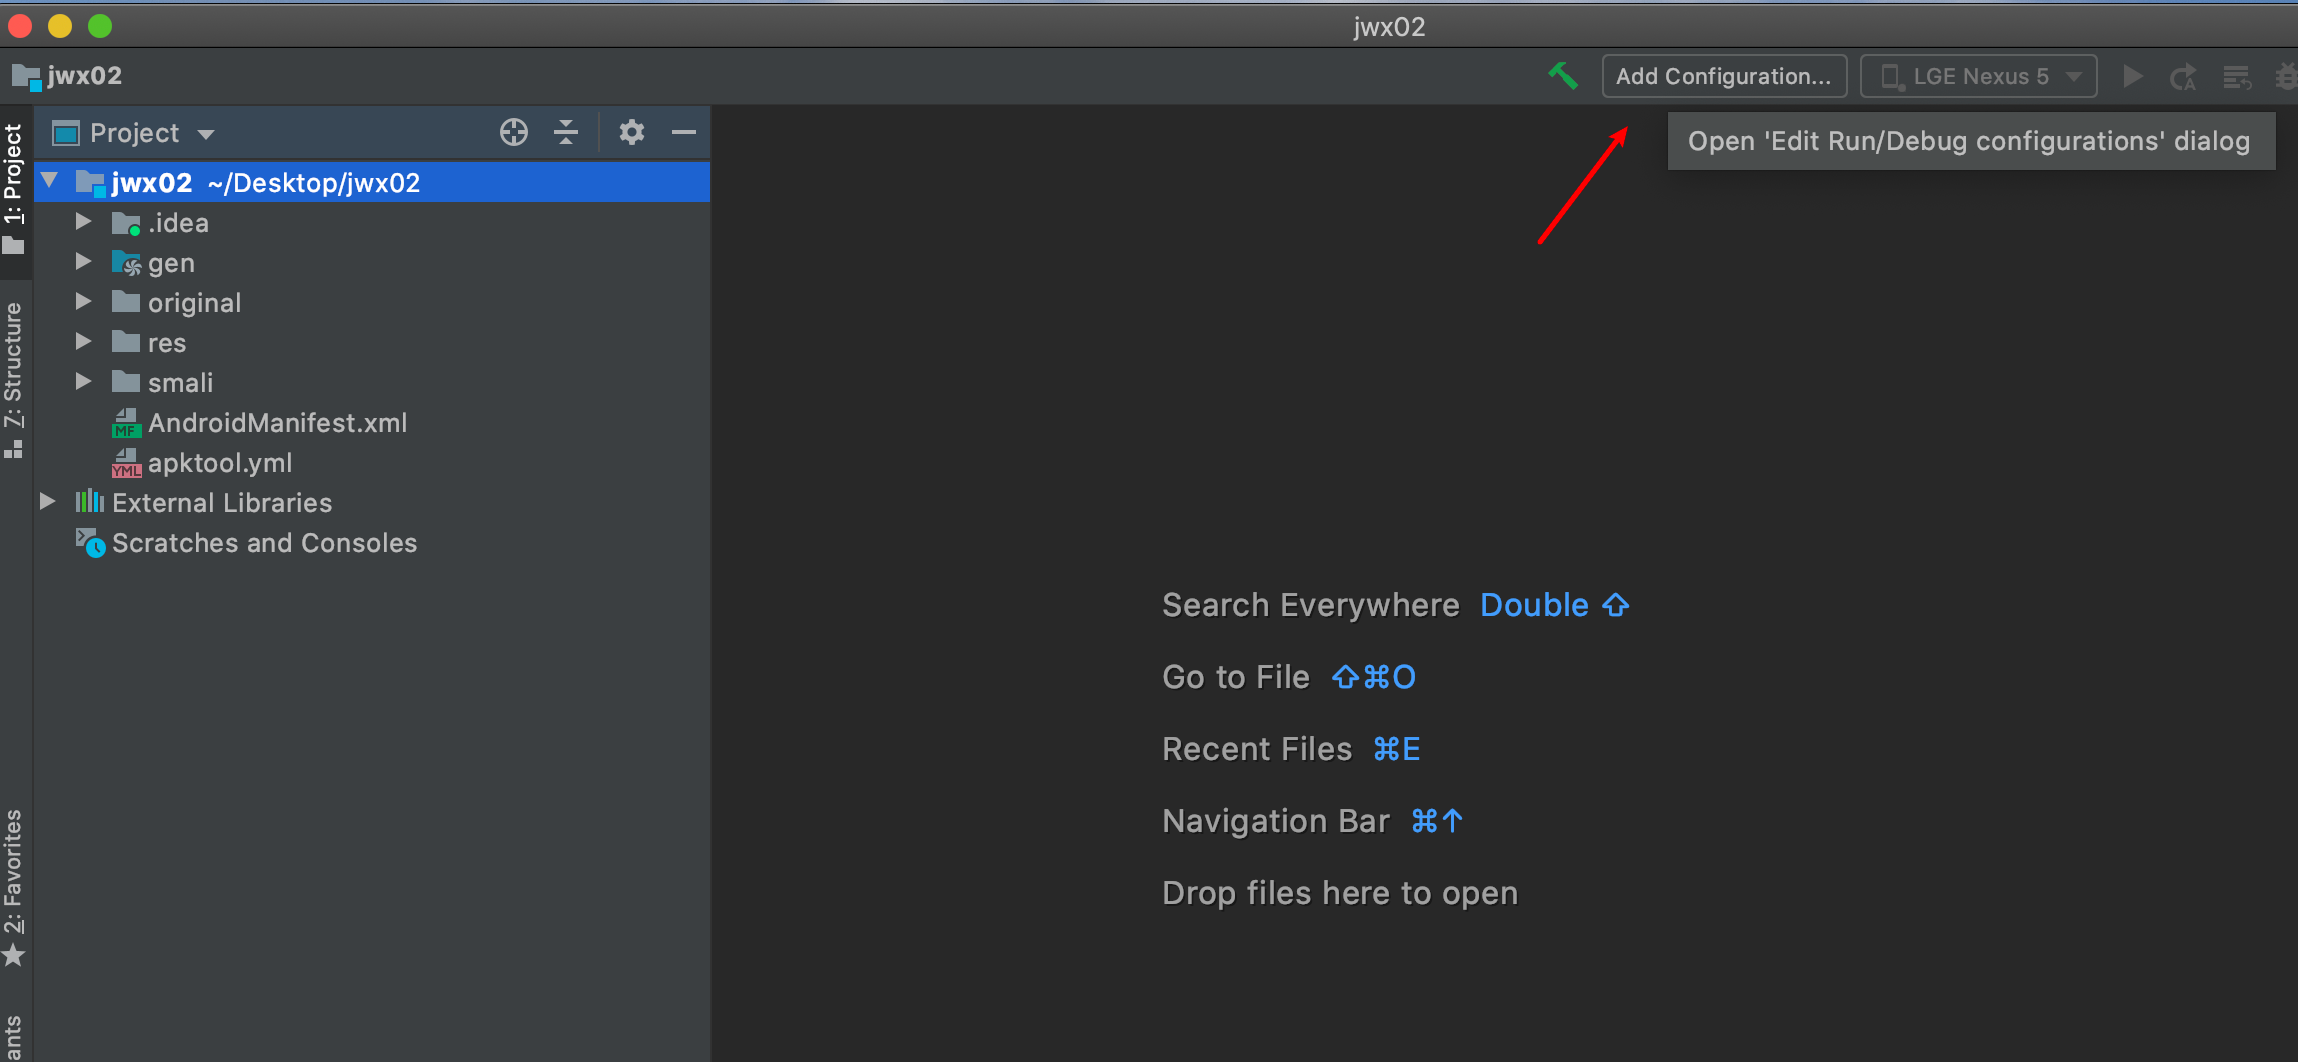 jwx02
jwx02
Add Configuration...
LGE Nexus 5
Open 'Edit Run/Debug configurations' dialog
Project
1: Project
7: Structure
2: Favorites
ants
jwx02 ~/Desktop/jwx02
.idea
gen
original
res
smali
MF AndroidManifest.xml
YML apktool.yml
External Libraries
Scratches and Consoles
Search Everywhere Double ⇧
Go to File ⇧⌘O
Recent Files ⌘E
Navigation Bar ⌘↑
Drop files here to open